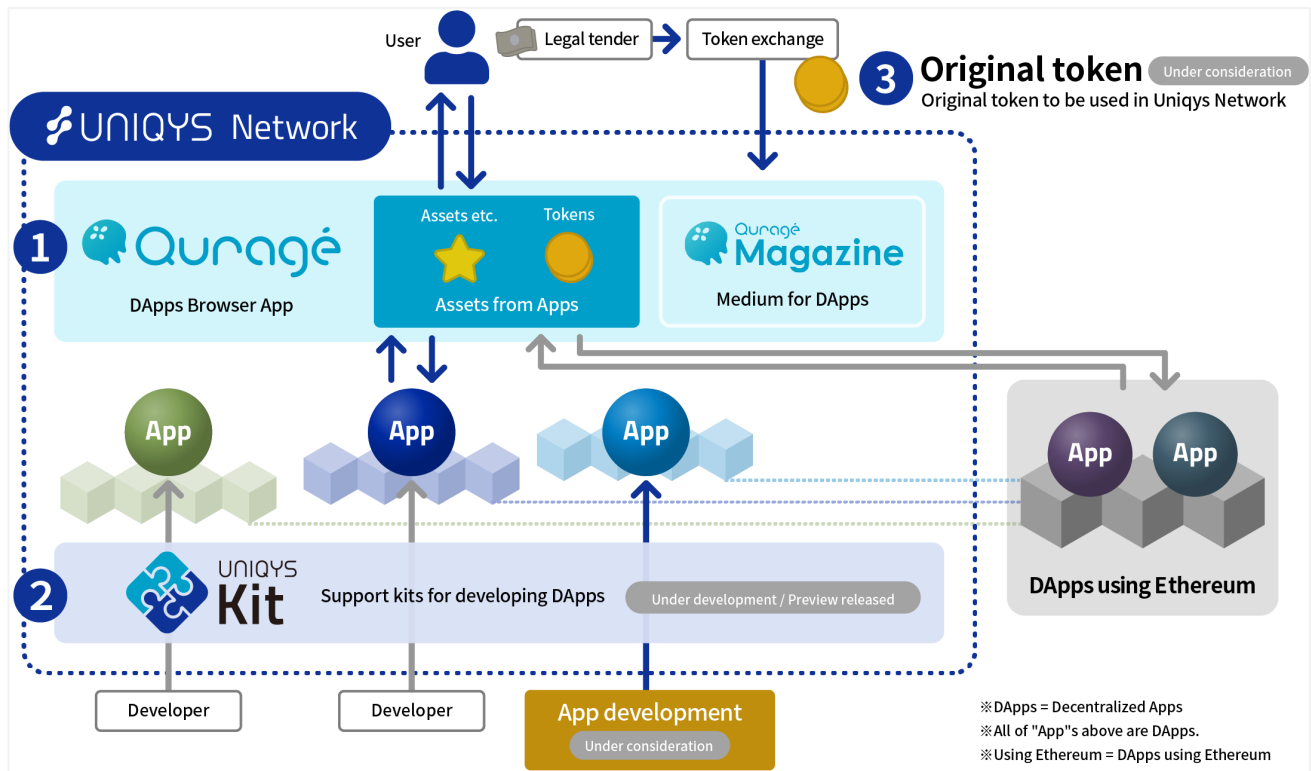 User
Legal tender
Token exchange
3
Original token
Under consideration
Original token to be used in Uniqys Network
UNIQYS Network
1
Quragé
DApps Browser App
Assets etc.
Tokens
Assets from Apps
Quragé
Magazine
Medium for DApps
App
App
App
App
App
DApps using Ethereum
2
UNIQYS
Kit
Support kits for developing DApps
Under development / Preview released
Developer
Developer
App development
Under consideration
※DApps = Decentralized Apps
※All of "App"s above are DApps.
※Using Ethereum = DApps using Ethereum